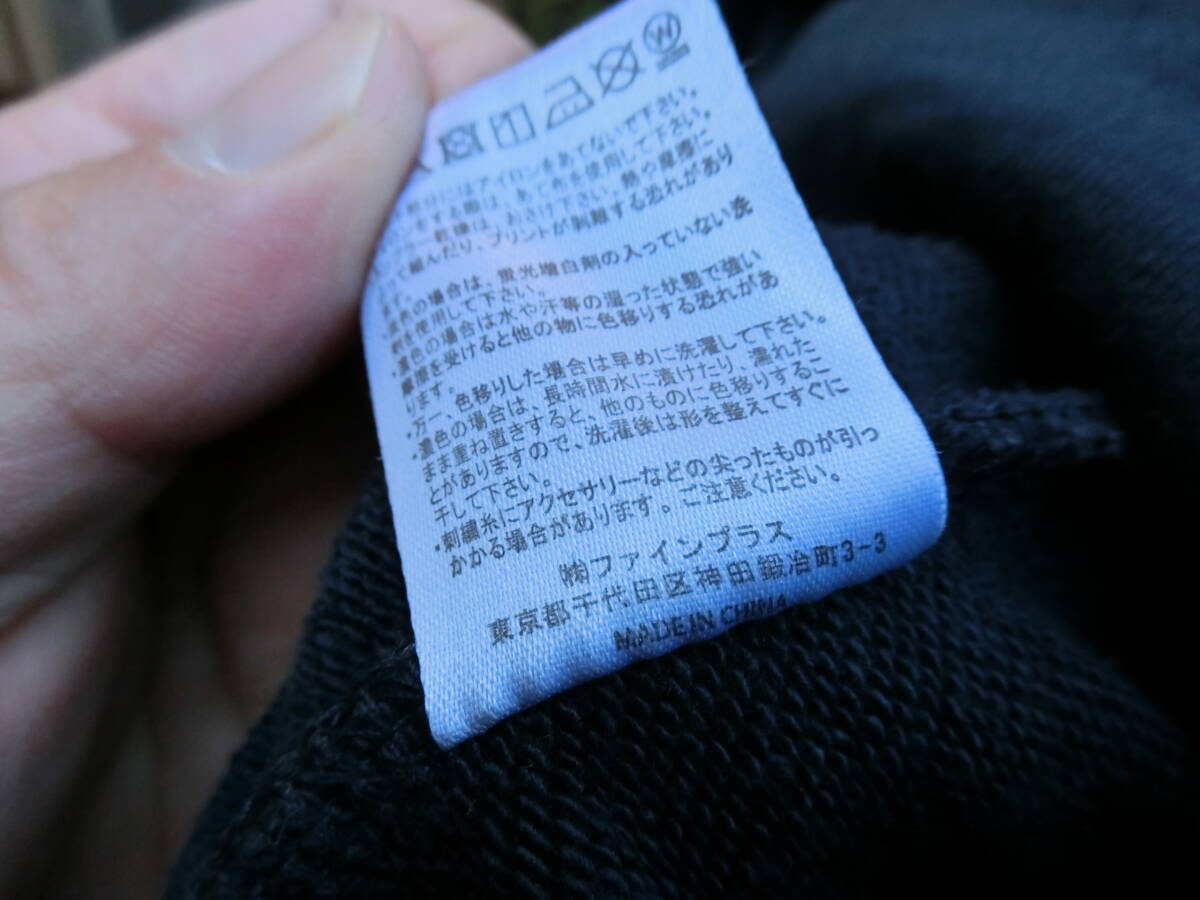 部分にはアイロンをあてないで下さい。
をする際は、あて布を使用して下さい。
ー乾燥は、おさけ下さい。熱や摩擦に
って縮んだり、プリントが剥離する恐れがあり
ます。
淡色の場合は、蛍光増白剤の入っていない洗
剤を使用して下さい。
・濃色の場合は水や汗等の湿った状態で強い
摩擦を受けると他の物に色移りする恐れがあ
ります。
万一、色移りした場合は早めに洗濯して下さい。
・濃色の場合は、長時間水に漬けたり、濡れた
まま重ね置きすると、他のものに色移りするこ
とがありますので、洗濯後は形を整えてすぐに
干して下さい。
・刺繍糸にアクセサリーなどの尖ったものが引っ
かかる場合があります。ご注意ください。
㈱ファインプラス
東京都千代田区神田鍛冶町3-3
MADE IN CHINA